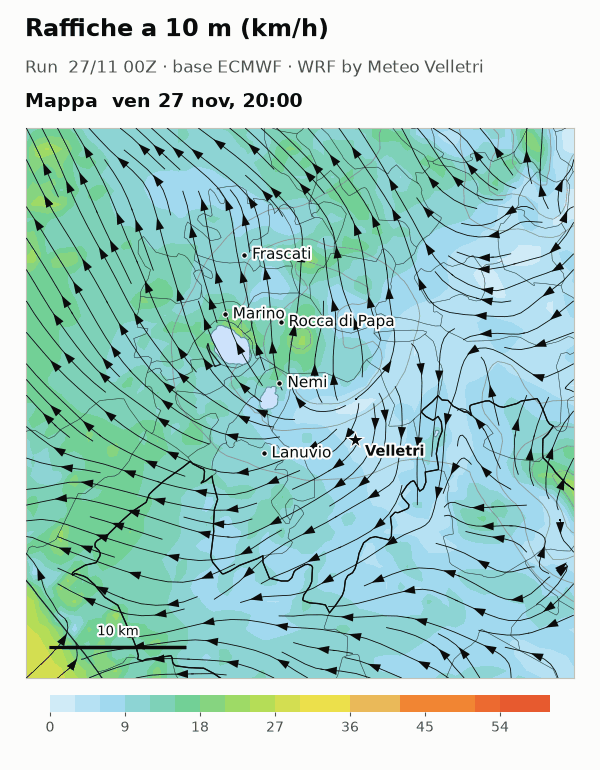 Raffiche a 10 m (km/h)
Run  27/11 00Z · base ECMWF · WRF by Meteo Velletri
Mappa  ven 27 nov, 20:00
Frascati
Marino
Rocca di Papa
Nemi
Velletri
Lanuvio
10 km
0 9 18 27 36 45 54